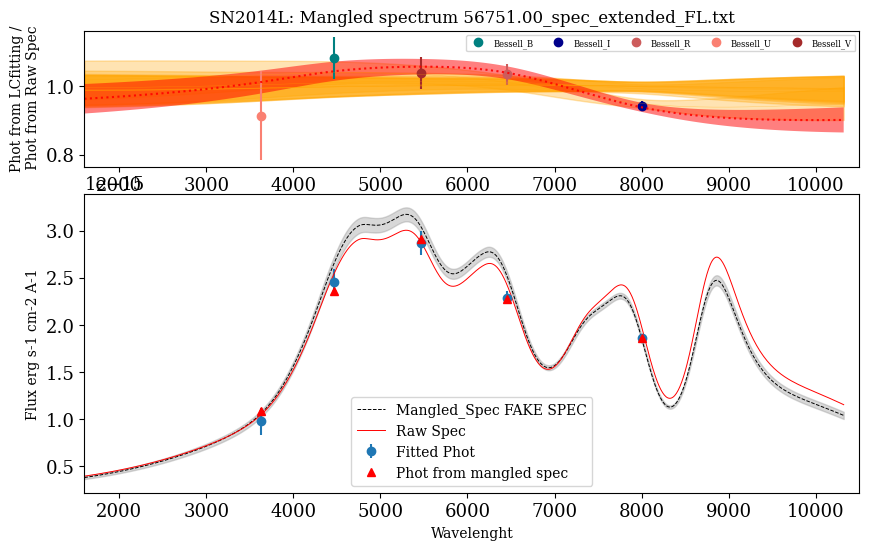 SN2014L: Mangled spectrum 56751.00_spec_extended_FL.txt
Phot from LCfitting /
Phot from Raw Spec
Bessell_B
Bessell_I
Bessell_R
Bessell_U
Bessell_V
1.0
0.8
2000
3000
4000
5000
6000
7000
8000
9000
10000
1e−15
Flux erg s-1 cm-2 A-1
3.0
2.5
2.0
1.5
1.0
0.5
Mangled_Spec FAKE SPEC
Raw Spec
Fitted Phot
Phot from mangled spec
2000
3000
4000
5000
6000
7000
8000
9000
10000
Wavelenght